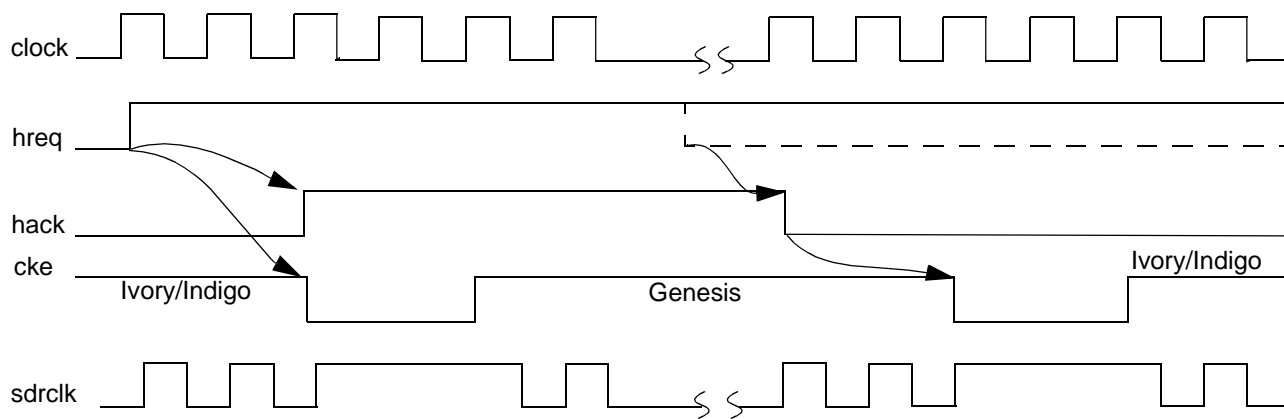 clock
hreq
hack
cke
Ivory/Indigo
Genesis
Ivory/Indigo
sdrclk